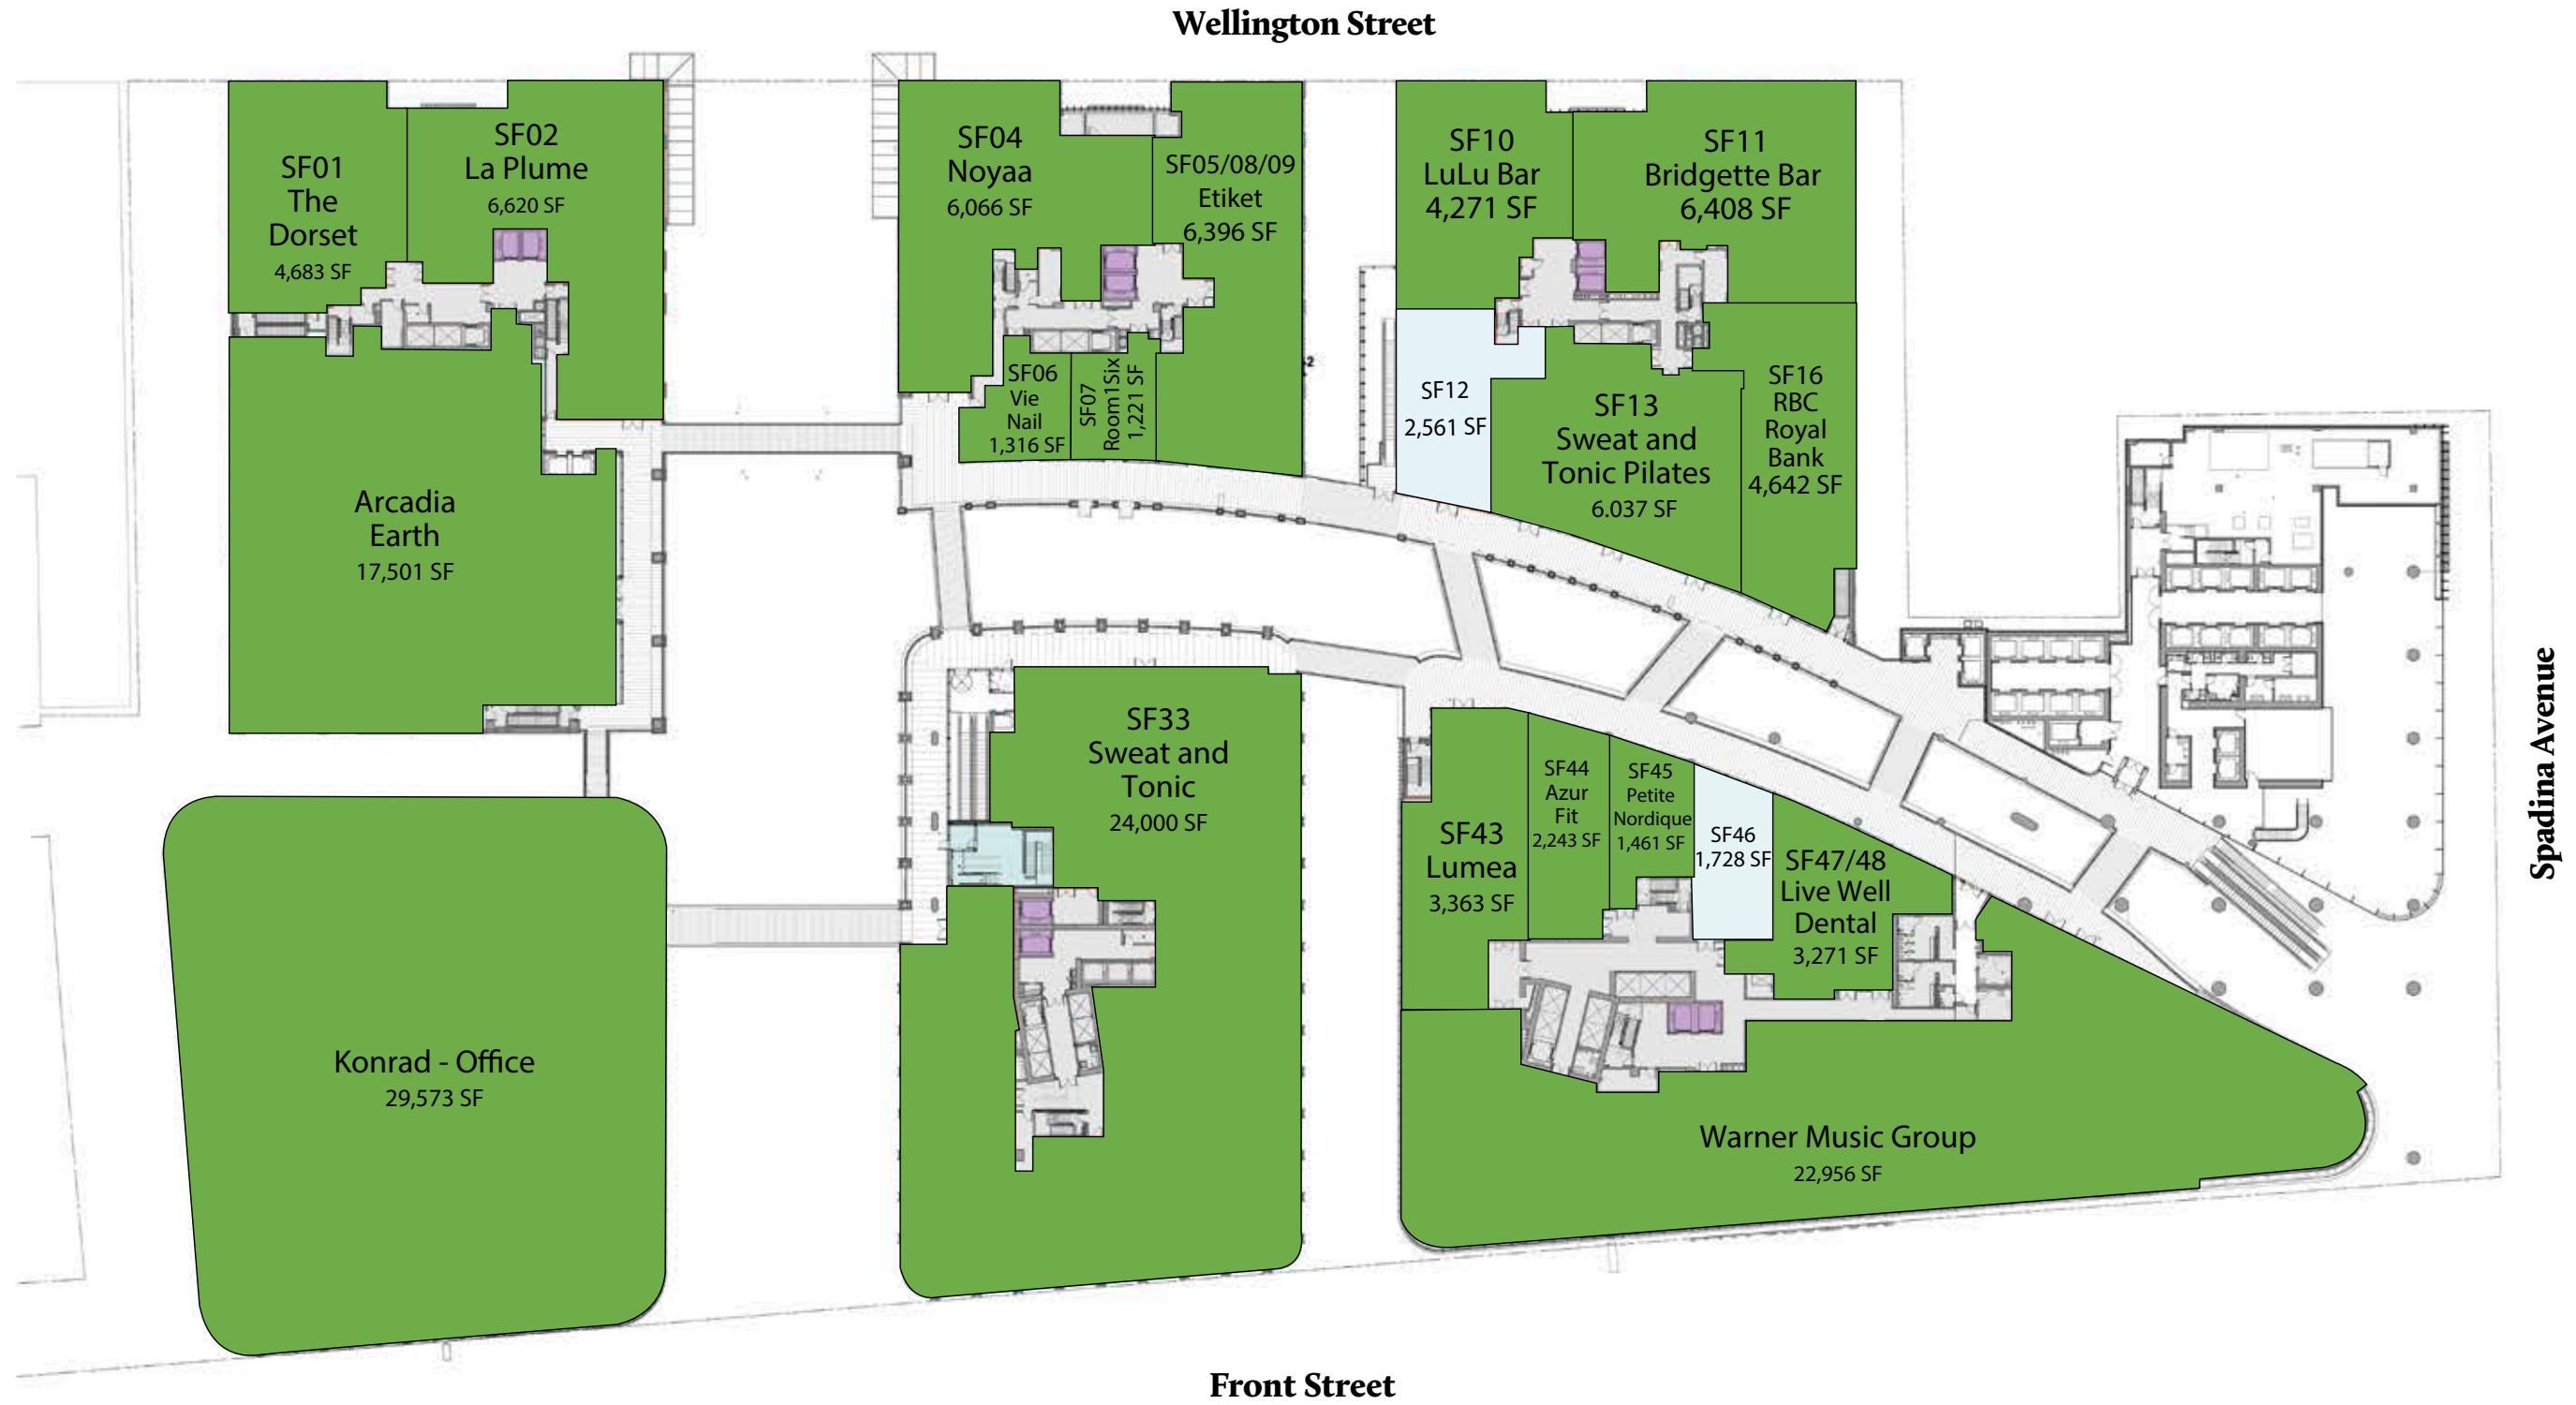 Wellington Street
SF01
The
Dorset
4,683 SF
SF02
La Plume
6,620 SF
SF04
Noyaa
6,066 SF
SF05/08/09
Etiket
6,396 SF
SF10
LuLu Bar
4,271 SF
SF11
Bridgette Bar
6,408 SF
SF06
Vie
Nail
1,316 SF
SF07
Room1Six
1,221 SF
SF12
2,561 SF
SF13
Sweat and
Tonic Pilates
6.037 SF
SF16
RBC
Royal
Bank
4,642 SF
Arcadia
Earth
17,501 SF
SF33
Sweat and
Tonic
24,000 SF
SF43
Lumea
3,363 SF
SF44
Azur
Fit
2,243 SF
SF45
Petite
Nordique
1,461 SF
SF46
1,728 SF
SF47/48
Live Well
Dental
3,271 SF
Spadina Avenue
Konrad - Office
29,573 SF
Warner Music Group
22,956 SF
Front Street